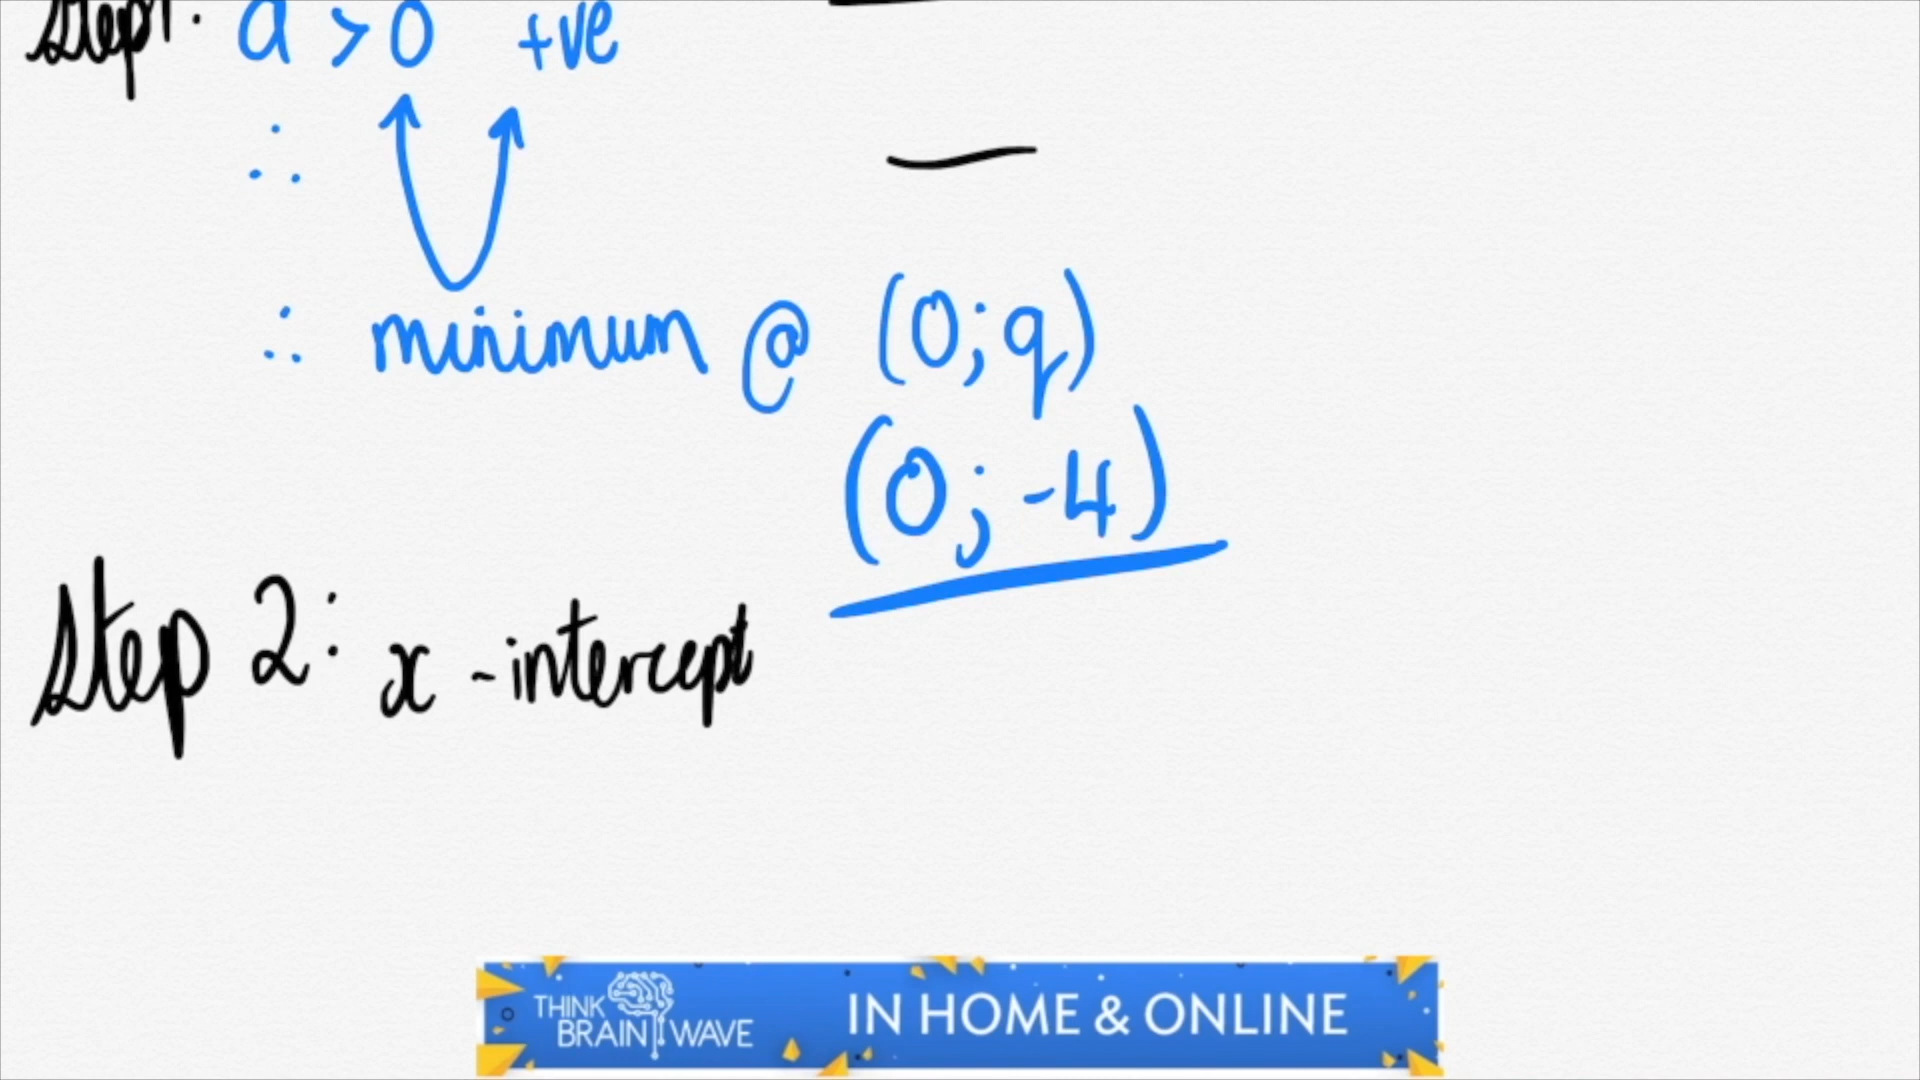 Step 1: a > 0 +ve
∴
∴ minimum @ (0; q)
(0; -4)
Step 2: x - intercept
THINK BRAIN WAVE
IN HOME & ONLINE